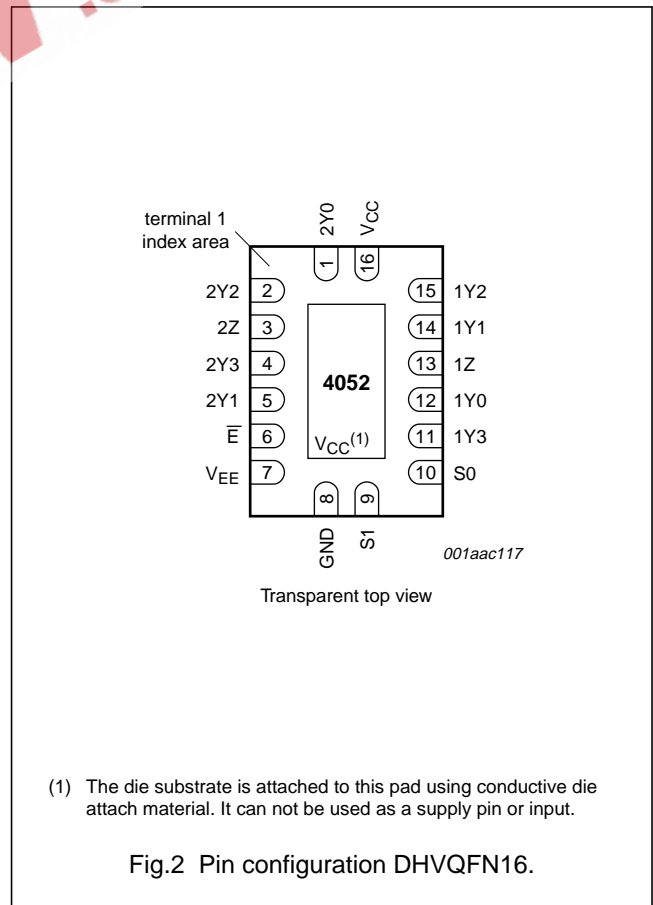 terminal 1
index area
2Y0
VCC
1
16
2Y2 2
15 1Y2
2Z 3
14 1Y1
2Y3 4
13 1Z
2Y1 5
12 1Y0
E̅ 6
11 1Y3
VEE 7
10 S0
4052
VCC(1)
8
9
GND
S1
001aac117
Transparent top view
(1) The die substrate is attached to this pad using conductive die
attach material. It can not be used as a supply pin or input.
Fig.2 Pin configuration DHVQFN16.